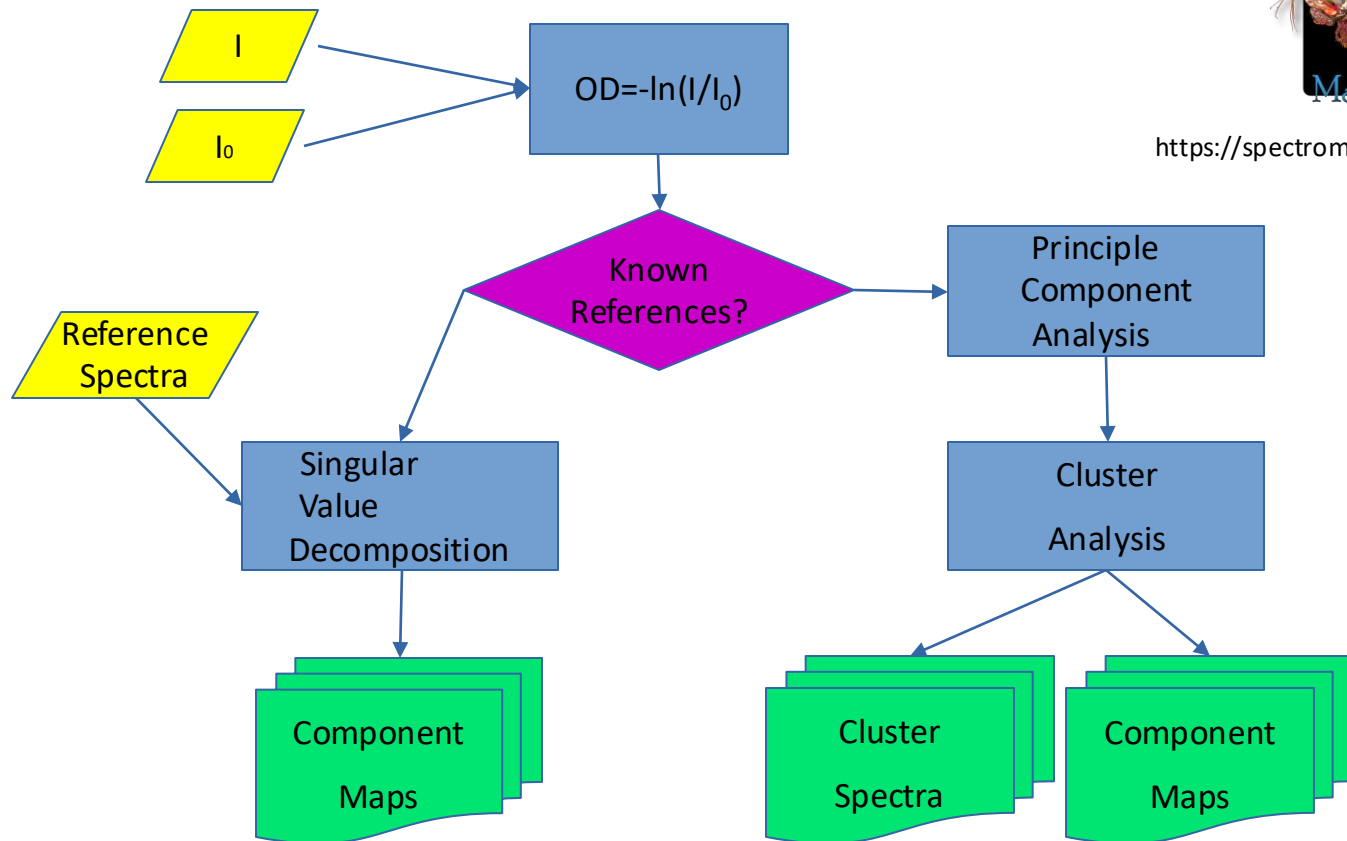 I
I₀
OD=-ln(I/I₀)
https://spectrom
Known
References?
Principle
Component
Analysis
Reference
Spectra
Singular
Value
Decomposition
Cluster
Analysis
Component
Maps
Cluster
Spectra
Component
Maps